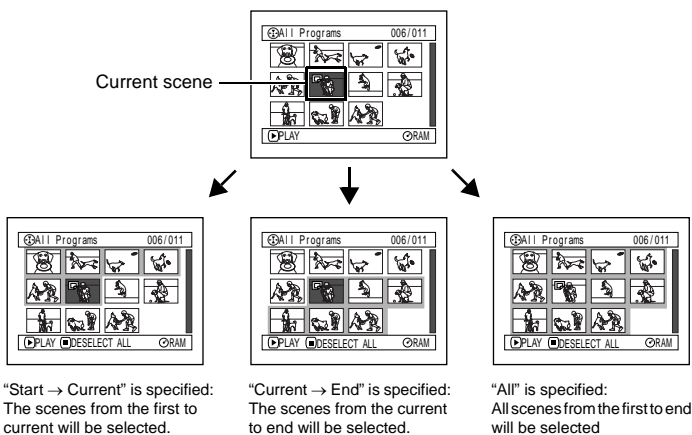 All Programs 006/011
Current scene
PLAY RAM
All Programs 006/011
PLAY DESELECT ALL RAM
“Start → Current” is specified:
The scenes from the first to
current will be selected.
All Programs 006/011
PLAY DESELECT ALL RAM
“Current → End” is specified:
The scenes from the current
to end will be selected.
All Programs 006/011
PLAY DESELECT ALL RAM
“All” is specified:
All scenes from the first to end
will be selected